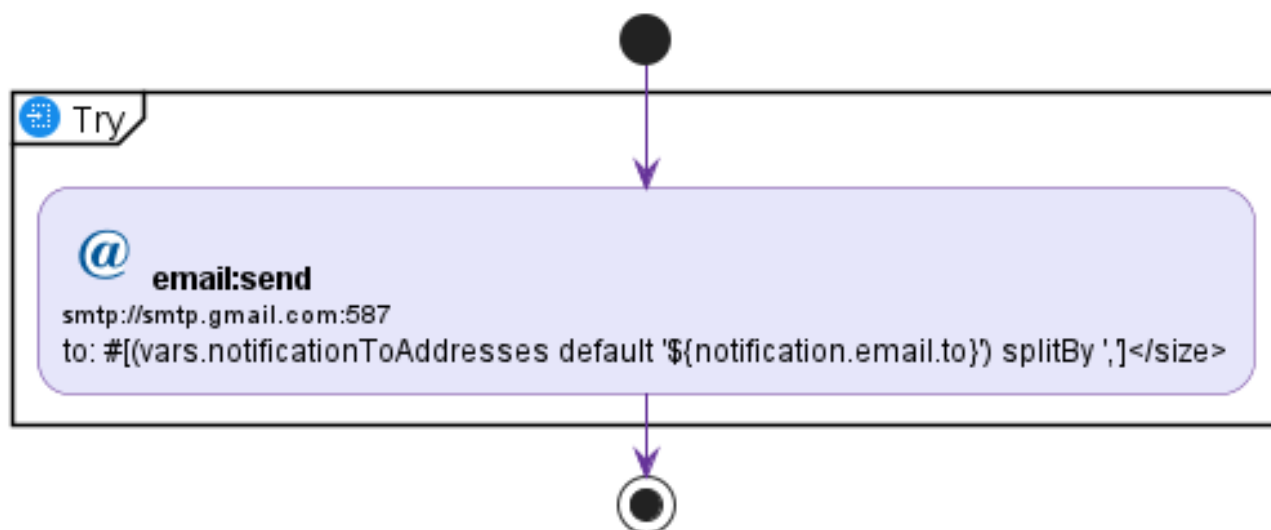 Try
@
email:send
smtp://smtp.gmail.com:587
to: #[(vars.notificationToAddresses default '${notification.email.to}') splitBy ',']</size>